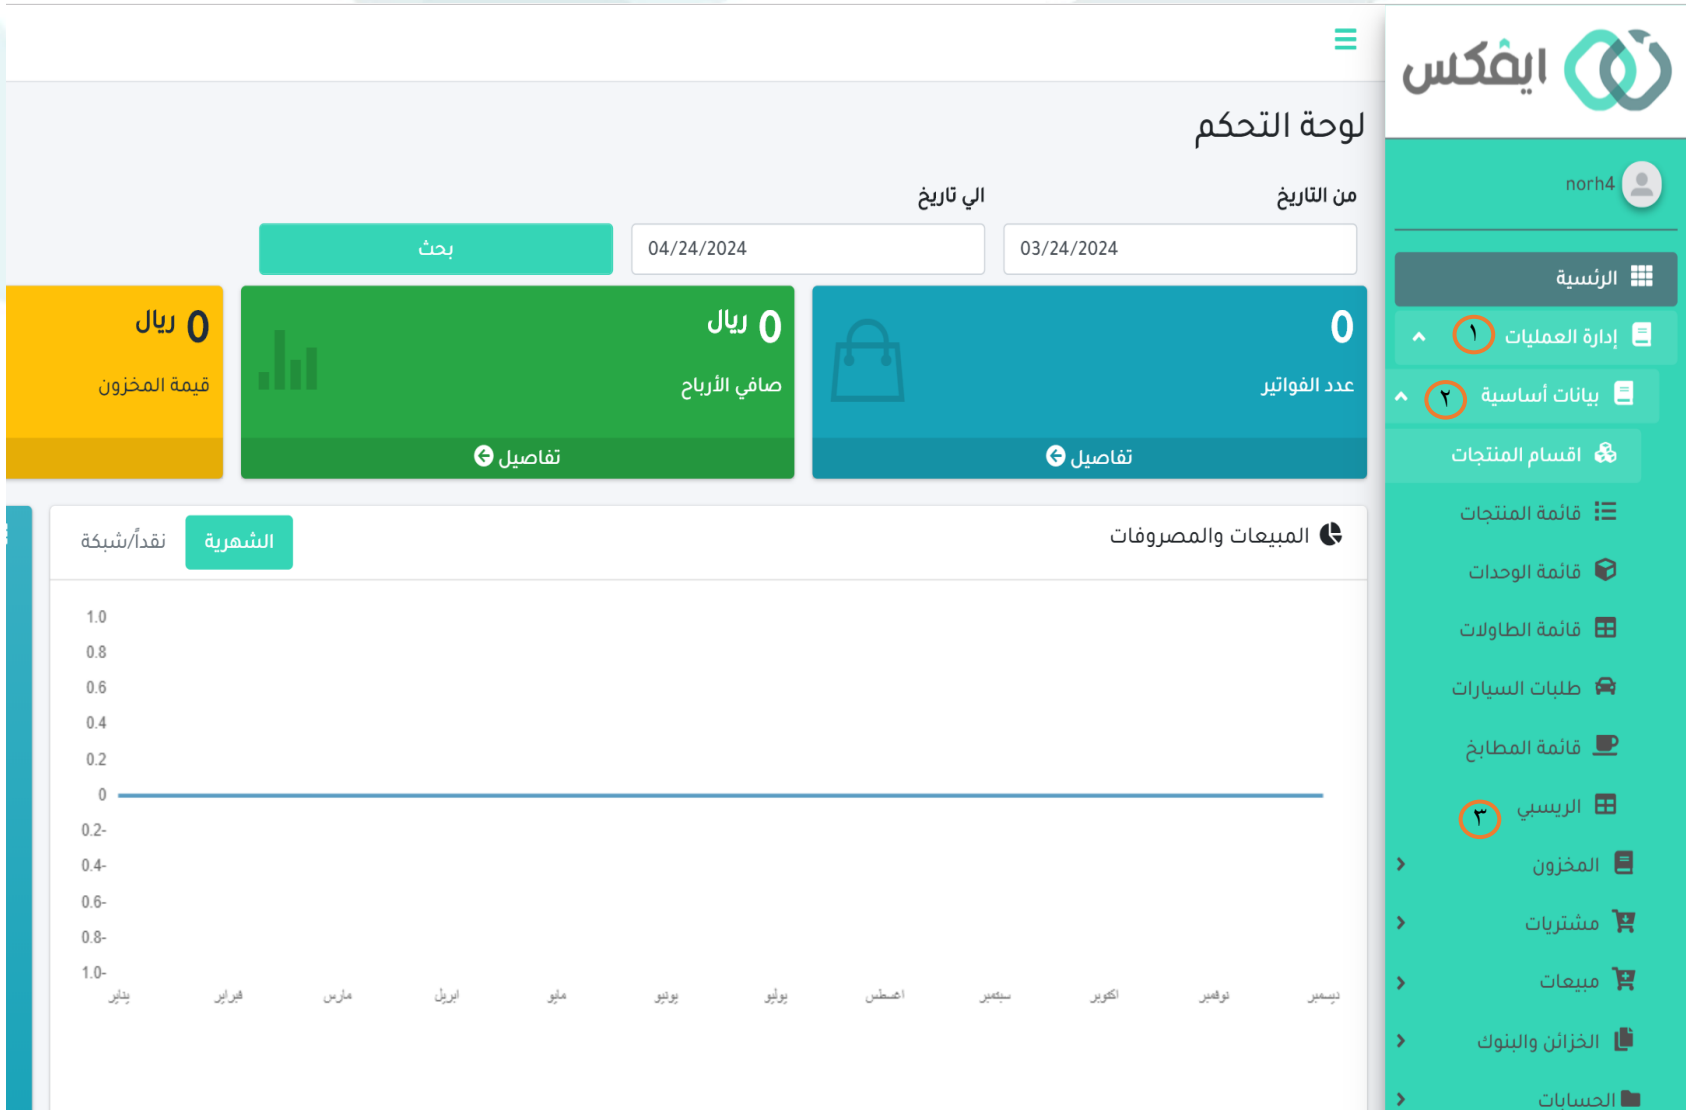 ايفكس
norh4
الرئسية
إدارة العمليات ١
بيانات أساسية ٢
اقسام المنتجات
قائمة المنتجات
قائمة الوحدات
قائمة الطاولات
طلبات السيارات
قائمة المطابخ
الريسبي ٣
المخزون
مشتريات
مبيعات
الخزائن والبنوك
الحسابات
لوحة التحكم
من التاريخ
03/24/2024
الي تاريخ
04/24/2024
بحث
0
عدد الفواتير
تفاصيل
0 ريال
صافي الأرباح
تفاصيل
0 ريال
قيمة المخزون
المبيعات والمصروفات
الشهرية
نقداً/شبكة
1.0
0.8
0.6
0.4
0.2
0
0.2-
0.4-
0.6-
0.8-
1.0-
يناير فبراير مارس ابريل مايو يونيو يوليو اغسطس سبتمبر اكتوبر نوفمبر ديسمبر